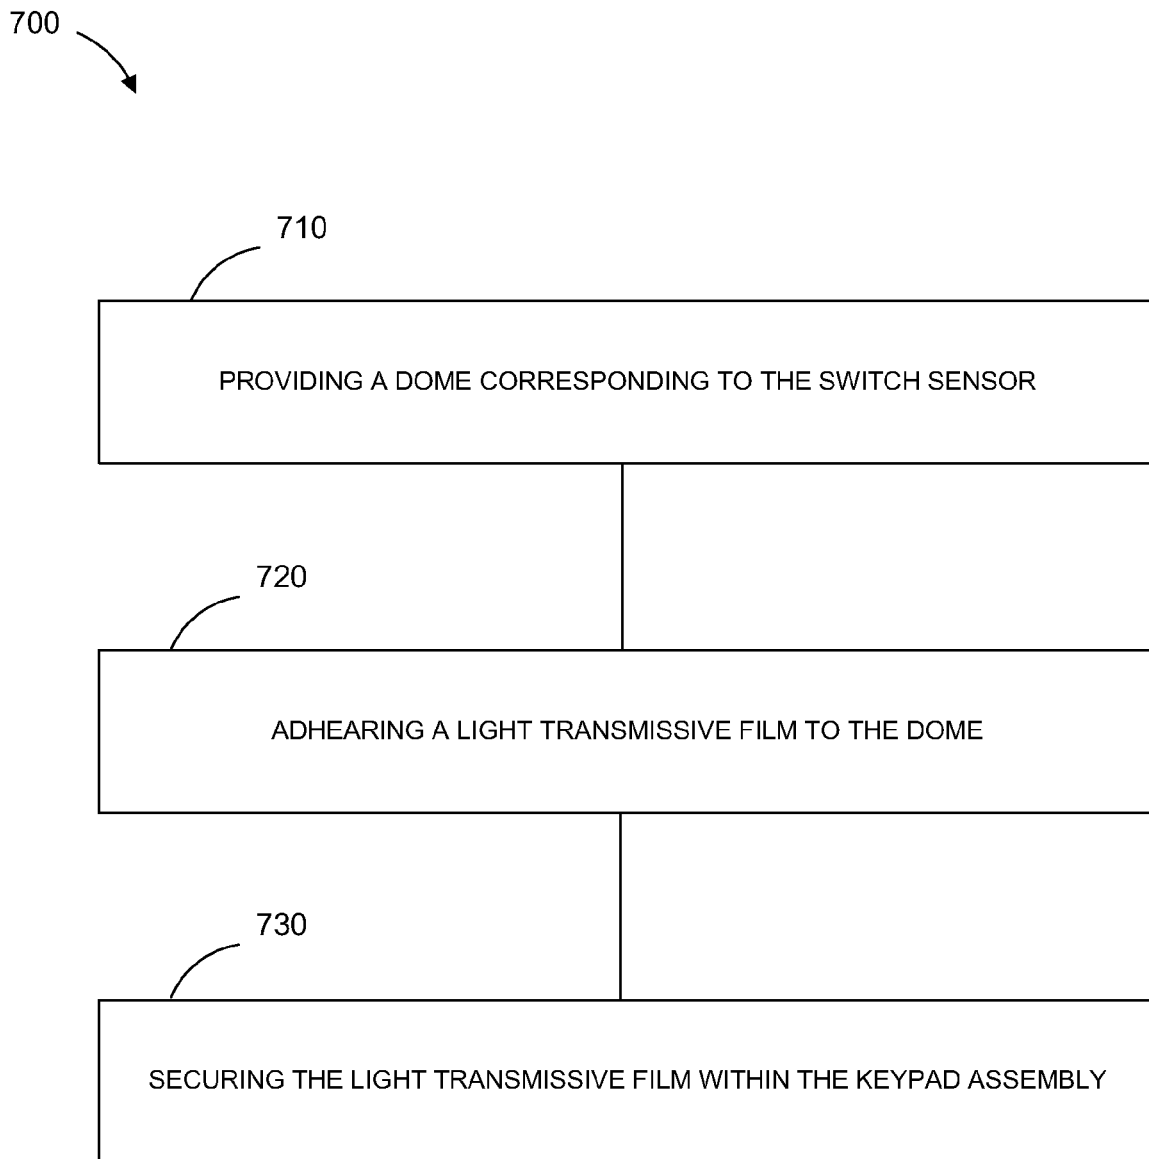 700
710
PROVIDING A DOME CORRESPONDING TO THE SWITCH SENSOR
720
ADHEARING A LIGHT TRANSMISSIVE FILM TO THE DOME
730
SECURING THE LIGHT TRANSMISSIVE FILM WITHIN THE KEYPAD ASSEMBLY